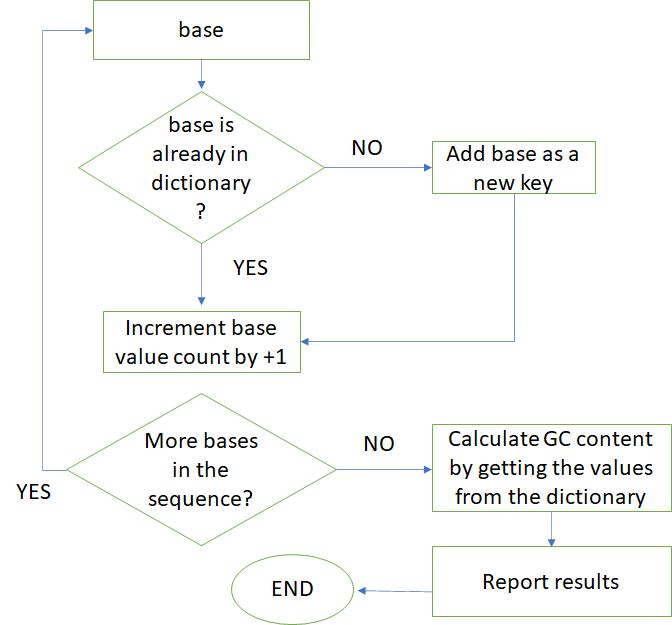 base
base is
already in
dictionary
?
NO
Add base as a
new key
YES
Increment base
value count by +1
More bases
in the
sequence?
NO
YES
Calculate GC content
by getting the values
from the dictionary
Report results
END